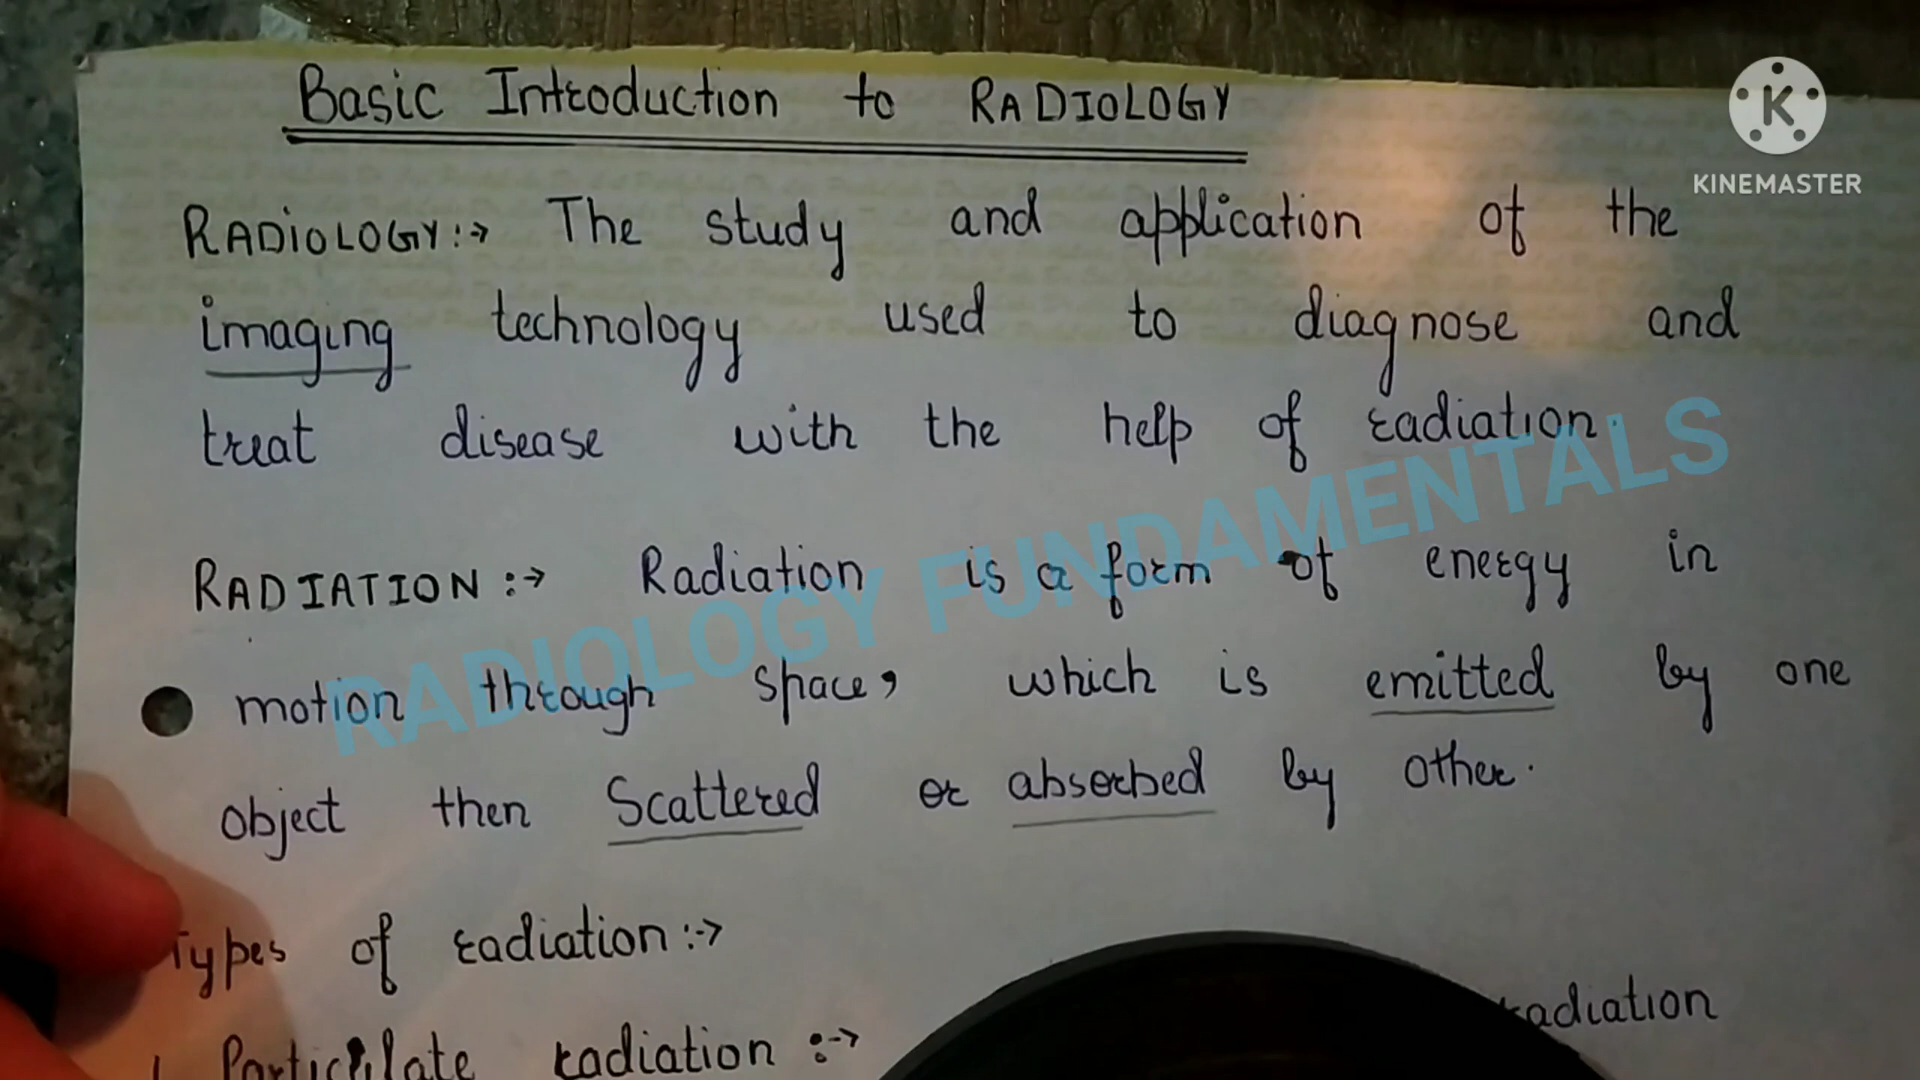 Basic Introduction to RADIOLOGY
KINEMASTER
RADiOLOGY :→ The study and application of the
imaging technology used to diagnose and
treat disease with the help of radiation.
RADIOLOGY FUNDAMENTALS
RADIATION :→ Radiation is a form of energy in
motion through space, which is emitted by one
object then Scattered or absorbed by other.
Types of radiation :→
radiation
1 Particulate radiation :→